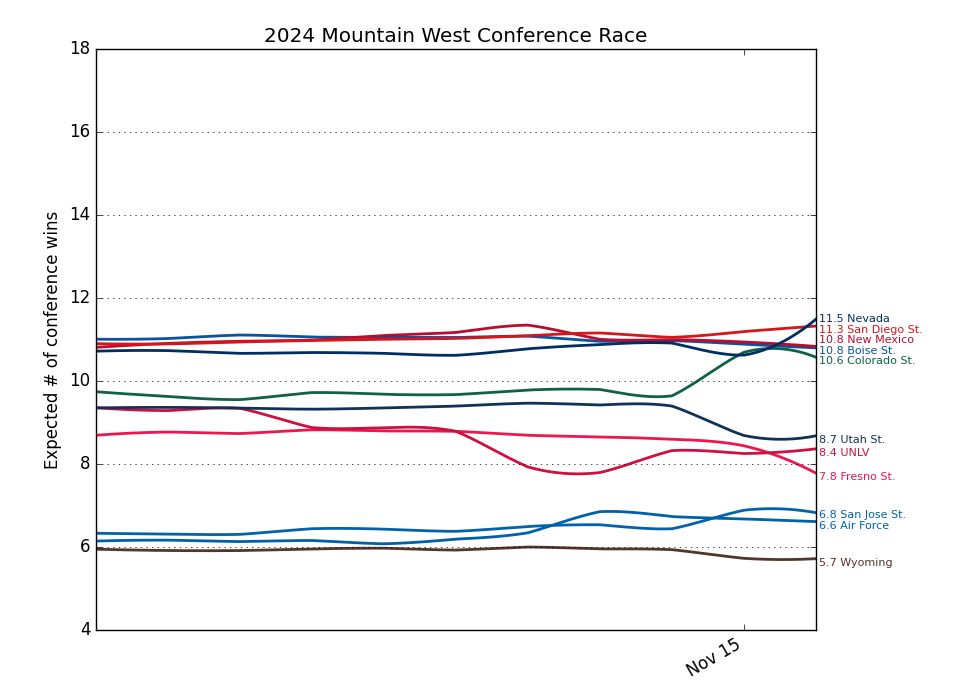 2024 Mountain West Conference Race
Expected # of conference wins
18
16
14
12
10
8
6
4
11.5 Nevada
11.3 San Diego St.
10.8 New Mexico
10.8 Boise St.
10.6 Colorado St.
8.7 Utah St.
8.4 UNLV
7.8 Fresno St.
6.8 San Jose St.
6.6 Air Force
5.7 Wyoming
Nov 15